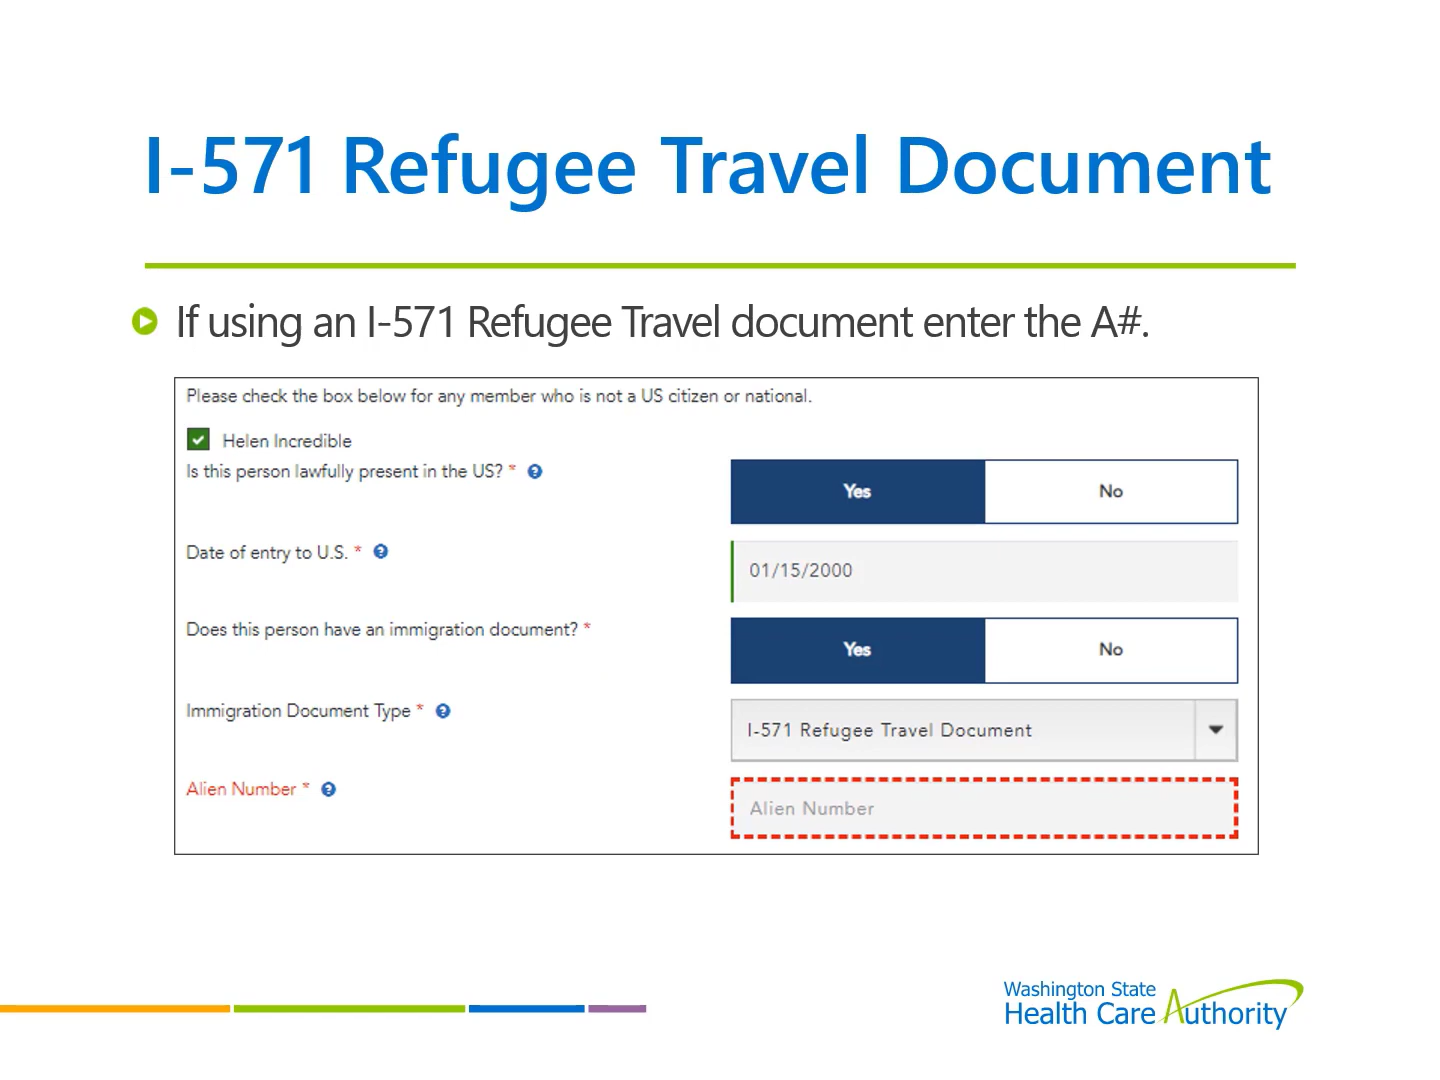 I-571 Refugee Travel Document
If using an I-571 Refugee Travel document enter the A#.
Please check the box below for any member who is not a US citizen or national.
Helen Incredible
Is this person lawfully present in the US? *
Yes
No
Date of entry to U.S. *
01/15/2000
Does this person have an immigration document? *
Yes
No
Immigration Document Type *
I-571 Refugee Travel Document
Alien Number *
Alien Number
Washington State
Health Care Authority